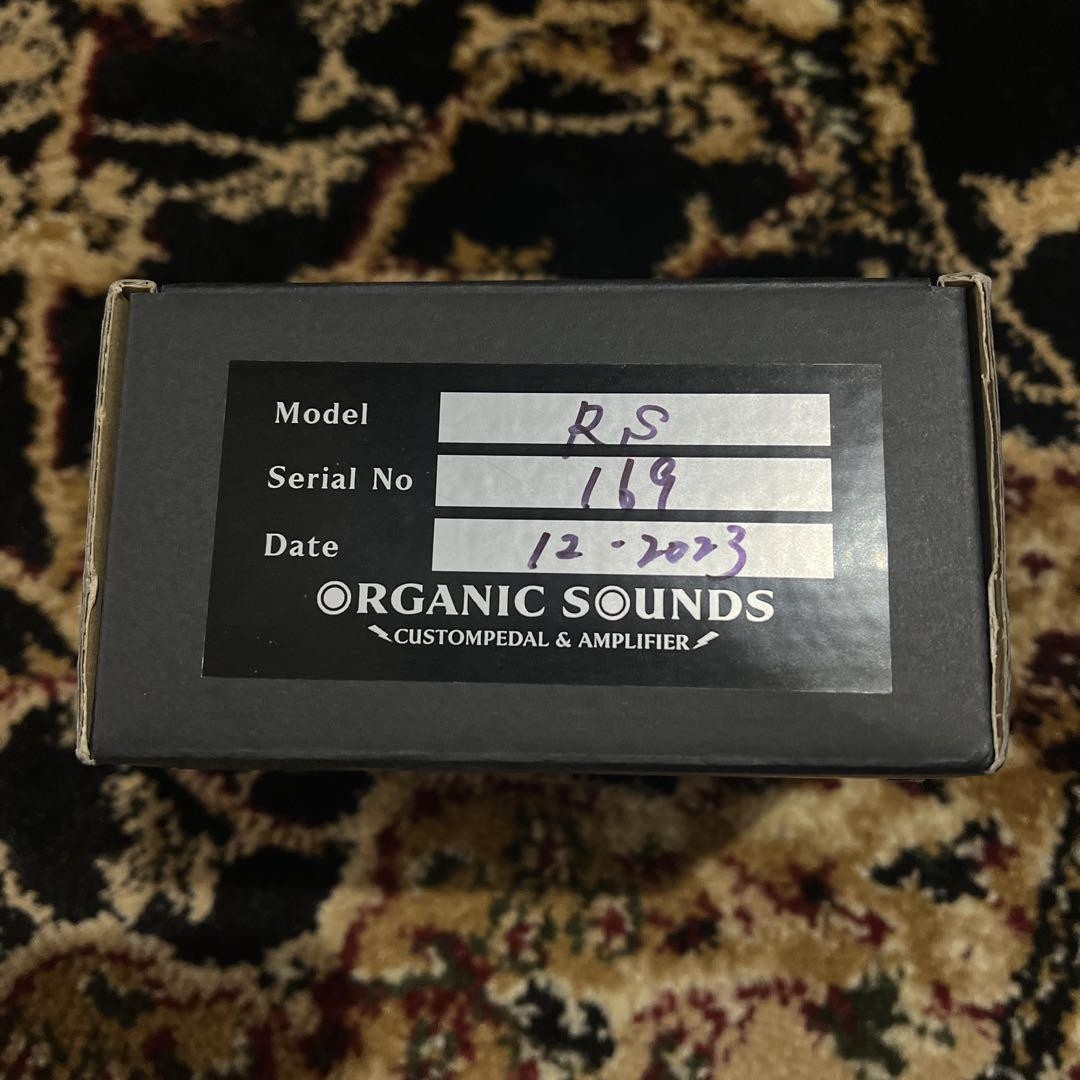 Model RS
Serial No 169
Date 12-2023
ORGANIC SOUNDS
CUSTOMPEDAL & AMPLIFIER